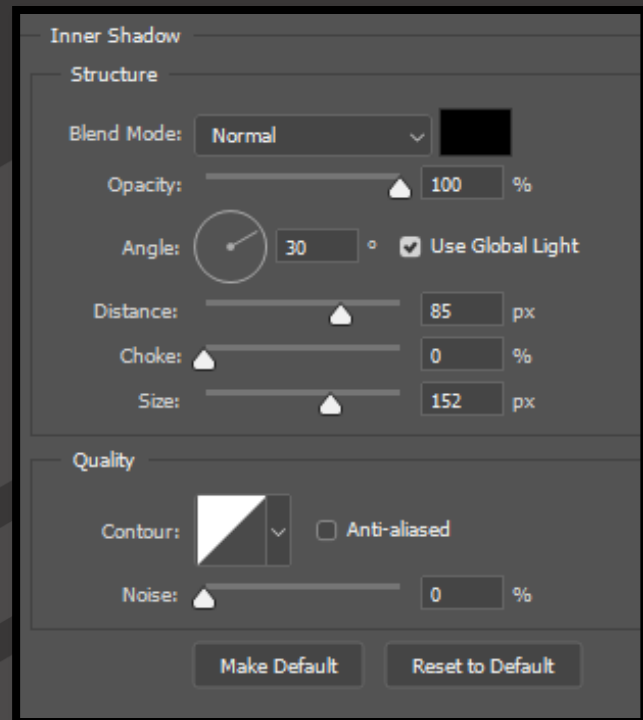 Inner Shadow
Structure
Blend Mode: Normal
Opacity: 100 %
Angle: 30 ° Use Global Light
Distance: 85 px
Choke: 0 %
Size: 152 px
Quality
Contour: Anti-aliased
Noise: 0 %
Make Default Reset to Default